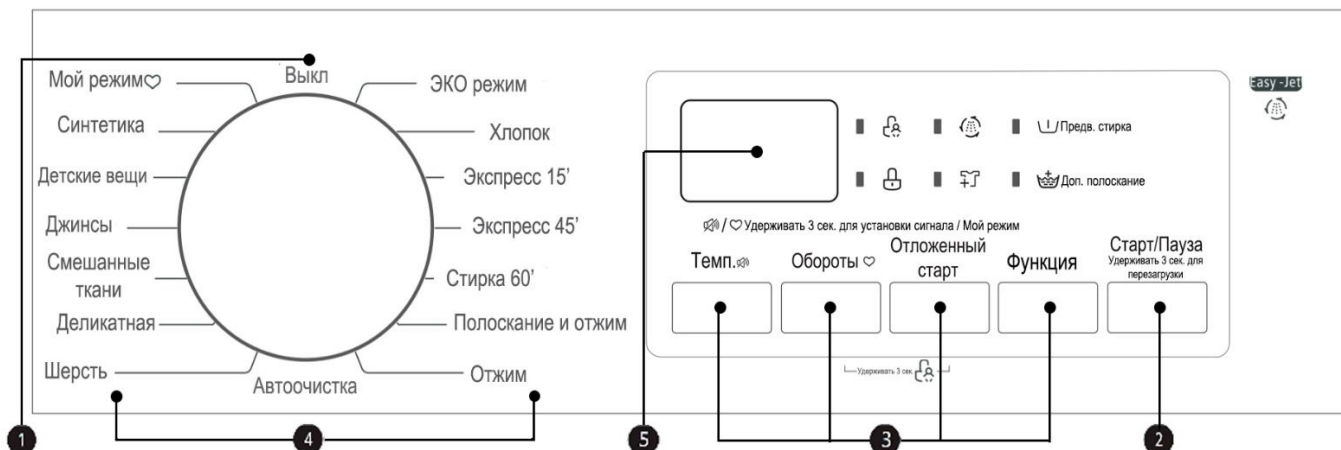 Выкл
Мой режим
ЭКО режим
Синтетика
Хлопок
Детские вещи
Экспресс 15’
Джинсы
Экспресс 45’
Смешанные
ткани
Стирка 60’
Деликатная
Полоскание и отжим
Шерсть
Отжим
Автоочистка
Easy -Jet
Предв. стирка
Доп. полоскание
/ Удерживать 3 сек. для установки сигнала / Мой режим
Темп.
Обороты
Отложенный
старт
Функция
Старт/Пауза
Удерживать 3 сек. для
перезагрузки
Удерживать 3 сек.
1
4
5
3
2